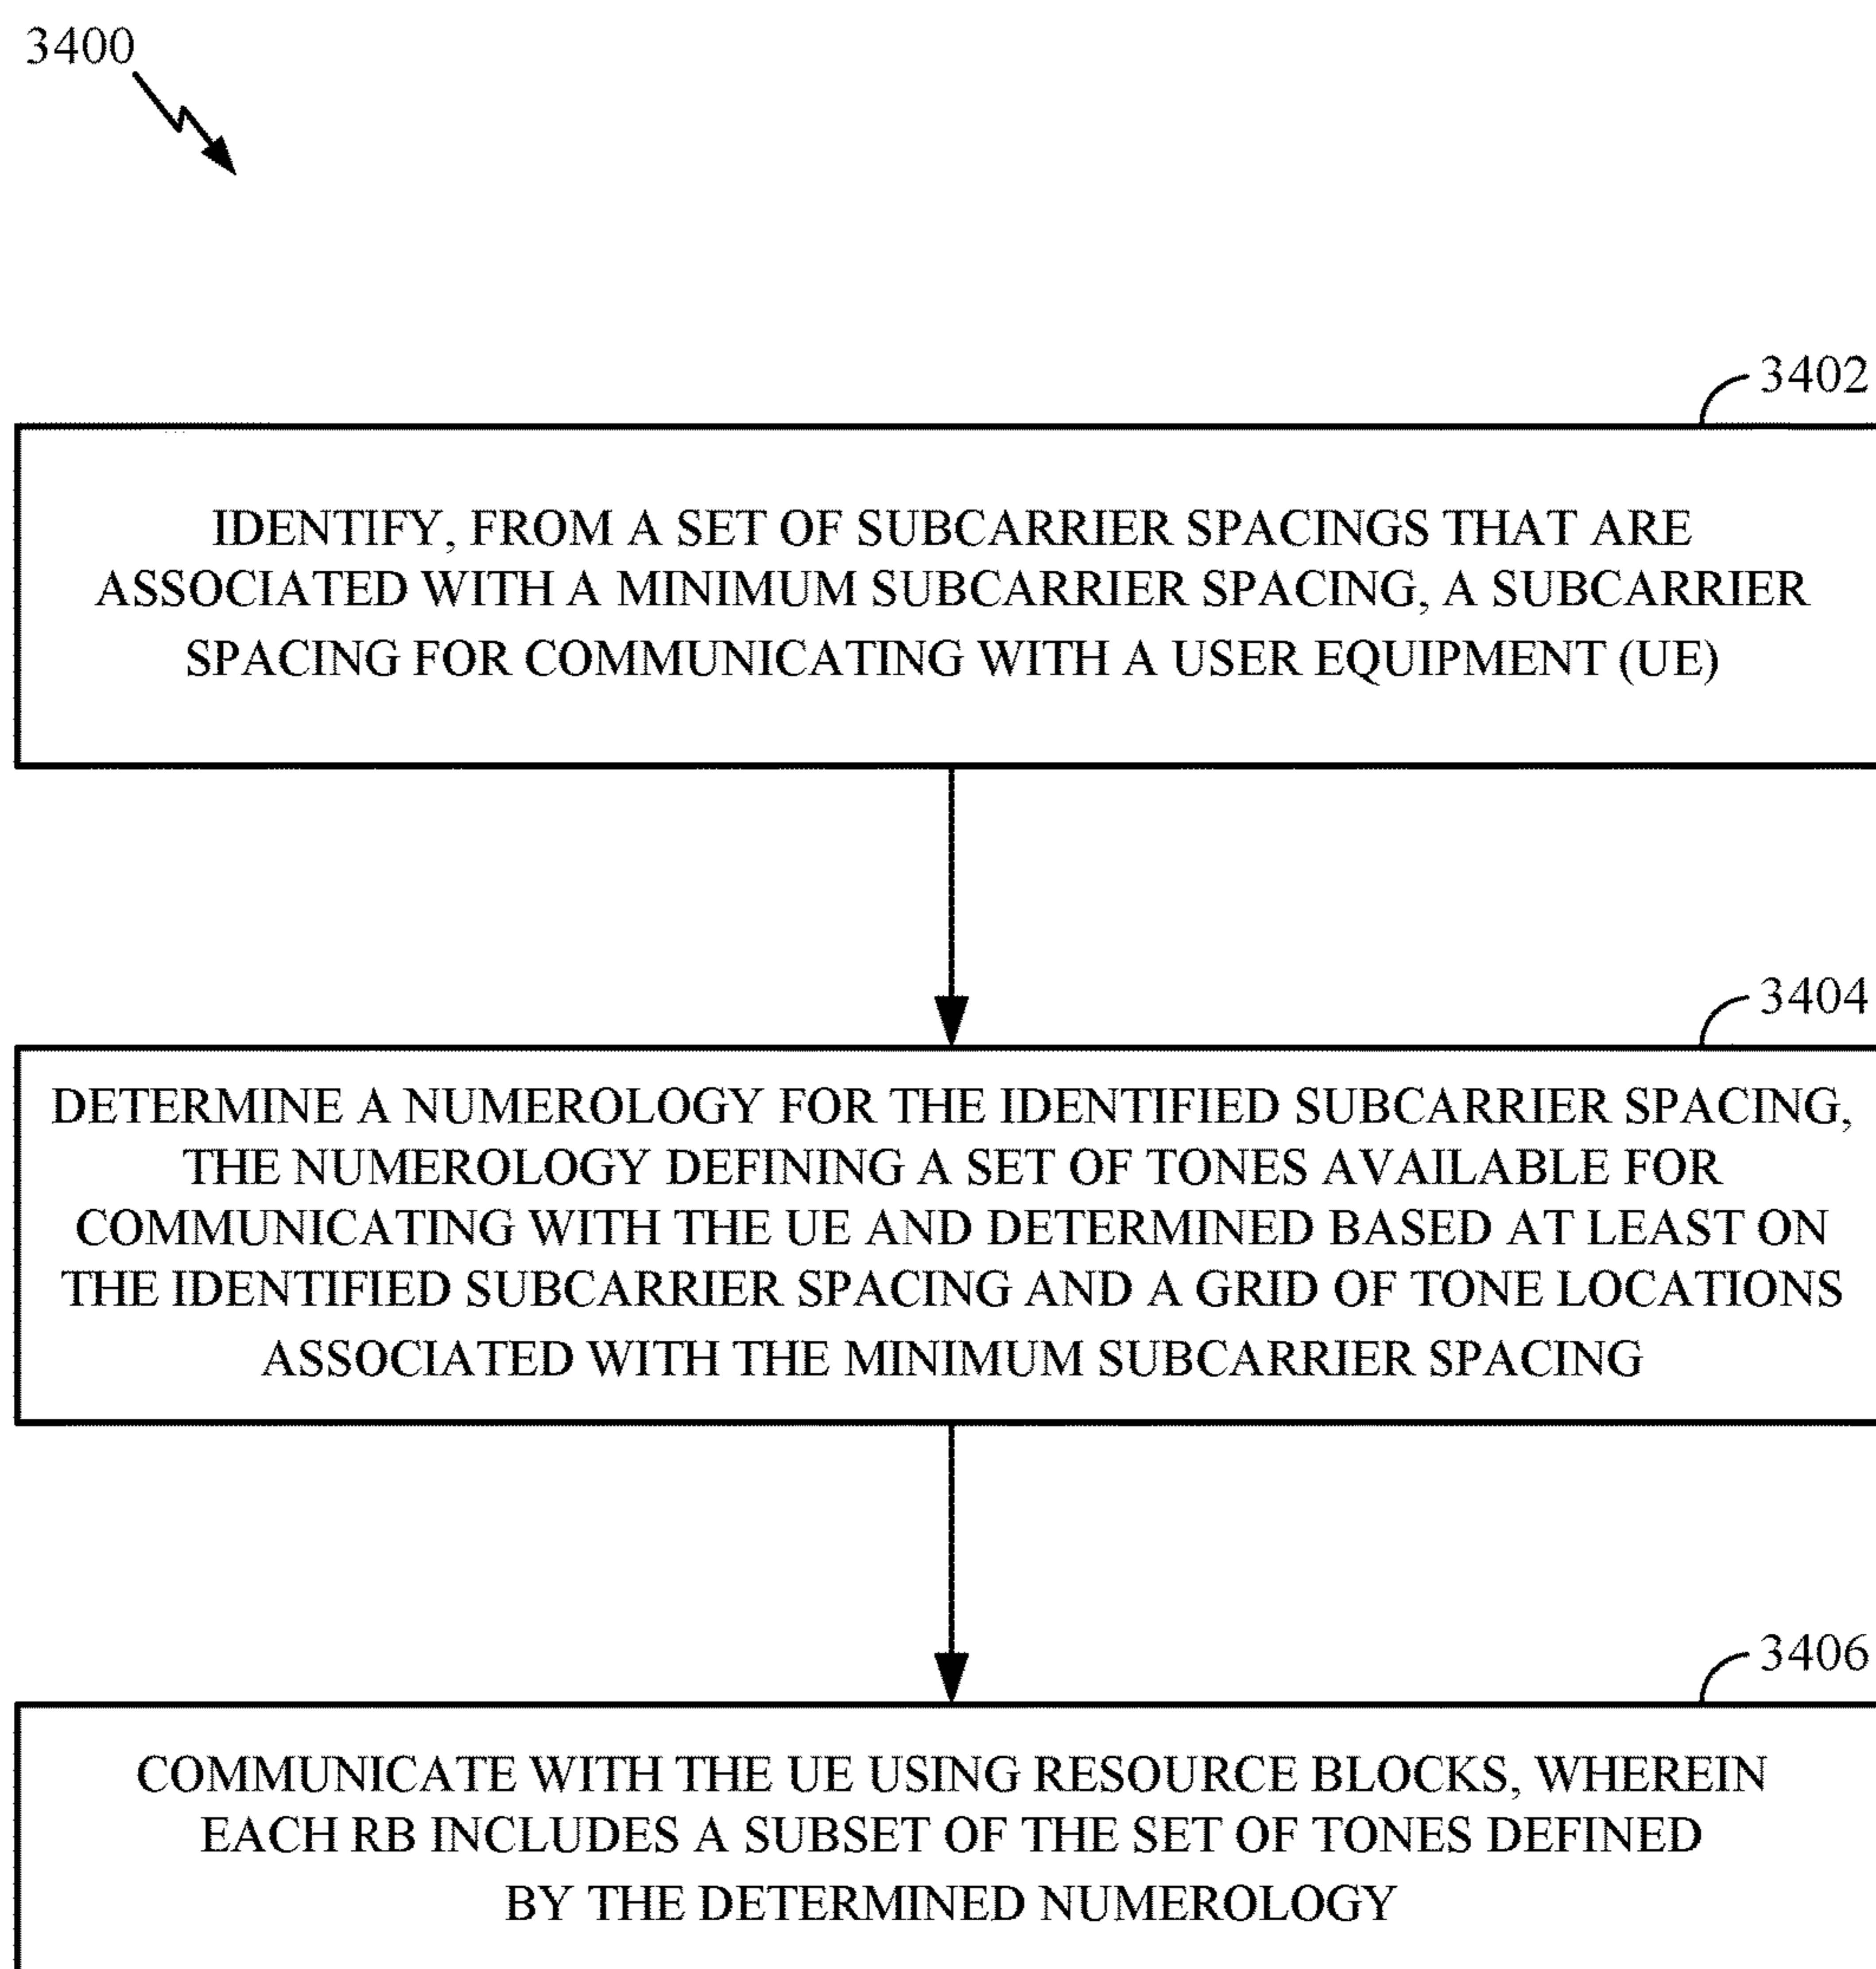 3400
3402
IDENTIFY, FROM A SET OF SUBCARRIER SPACINGS THAT ARE
ASSOCIATED WITH A MINIMUM SUBCARRIER SPACING, A SUBCARRIER
SPACING FOR COMMUNICATING WITH A USER EQUIPMENT (UE)
3404
DETERMINE A NUMEROLOGY FOR THE IDENTIFIED SUBCARRIER SPACING,
THE NUMEROLOGY DEFINING A SET OF TONES AVAILABLE FOR
COMMUNICATING WITH THE UE AND DETERMINED BASED AT LEAST ON
THE IDENTIFIED SUBCARRIER SPACING AND A GRID OF TONE LOCATIONS
ASSOCIATED WITH THE MINIMUM SUBCARRIER SPACING
3406
COMMUNICATE WITH THE UE USING RESOURCE BLOCKS, WHEREIN
EACH RB INCLUDES A SUBSET OF THE SET OF TONES DEFINED
BY THE DETERMINED NUMEROLOGY